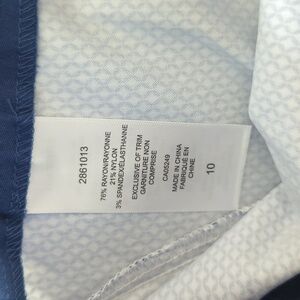 2861013
76% RAYON/RAYONNE
21% NYLON
3% SPANDEX/ELASTHANNE
EXCLUSIVE OF TRIM
GARNITURE NON
COMPRISE
CA05249
MADE IN CHINA
FABRIQUÉ EN
CHINE
10